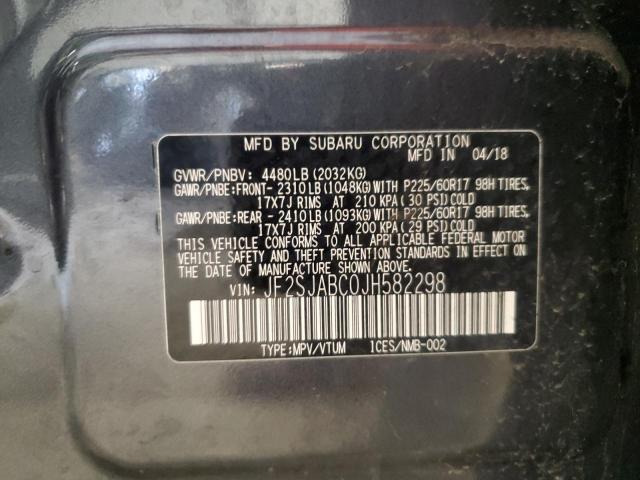 MFD BY SUBARU CORPORATION
MFD IN 04/18
GVWR/PNBV: 4480LB(2032KG)
GAWR/PNBE:FRONT- 2310LB(1048KG)WITH P225/60R17 98H TIRES,
17X7J RIMS AT 210 KPA( 30 PSI)COLD
GAWR/PNBE:REAR - 2410LB(1093KG)WITH P225/60R17 98H TIRES,
17X7J RIMS AT 200 KPA( 29 PSI)COLD
THIS VEHICLE CONFORMS TO ALL APPLICABLE FEDERAL MOTOR
VEHICLE SAFETY AND THEFT PREVENTION STANDARDS IN EFFECT ON
THE DATE OF MANUFACTURE SHOWN ABOVE.
VIN: JF2SJABC0JH582298
TYPE:MPV/VTUM 1CES/NMB-002